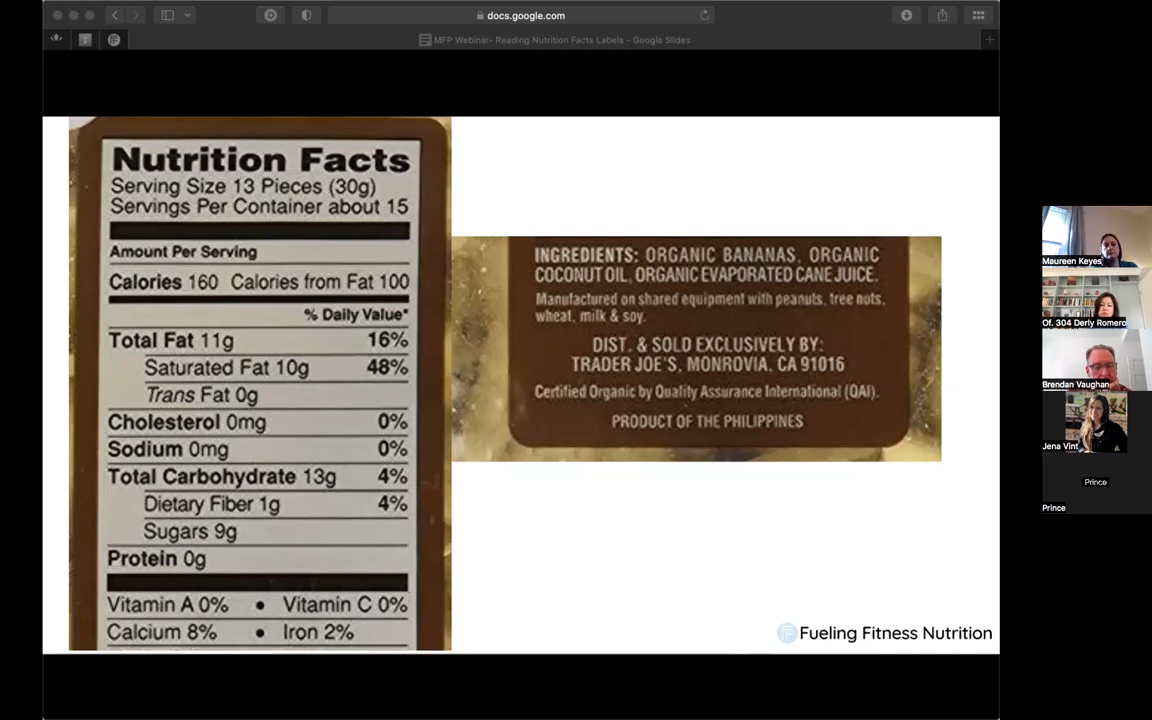 docs.google.com
MFP Webinar- Reading Nutrition Facts Labels - Google Slides
Nutrition Facts
Serving Size 13 Pieces (30g)
Servings Per Container about 15
Amount Per Serving
Calories 160 Calories from Fat 100
% Daily Value*
Total Fat 11g 16%
Saturated Fat 10g 48%
Trans Fat 0g
Cholesterol 0mg 0%
Sodium 0mg 0%
Total Carbohydrate 13g 4%
Dietary Fiber 1g 4%
Sugars 9g
Protein 0g
Vitamin A 0% • Vitamin C 0%
Calcium 8% • Iron 2%
INGREDIENTS: ORGANIC BANANAS, ORGANIC
COCONUT OIL, ORGANIC EVAPORATED CANE JUICE.
Manufactured on shared equipment with peanuts, tree nuts,
wheat, milk & soy.
DIST. & SOLD EXCLUSIVELY BY:
TRADER JOE'S, MONROVIA, CA 91016
Certified Organic by Quality Assurance International (QAI).
PRODUCT OF THE PHILIPPINES
Fueling Fitness Nutrition
Maureen Keyes
Of. 304 Derly Romero
Brendan Vaughan
Jena Vint
Prince
Prince